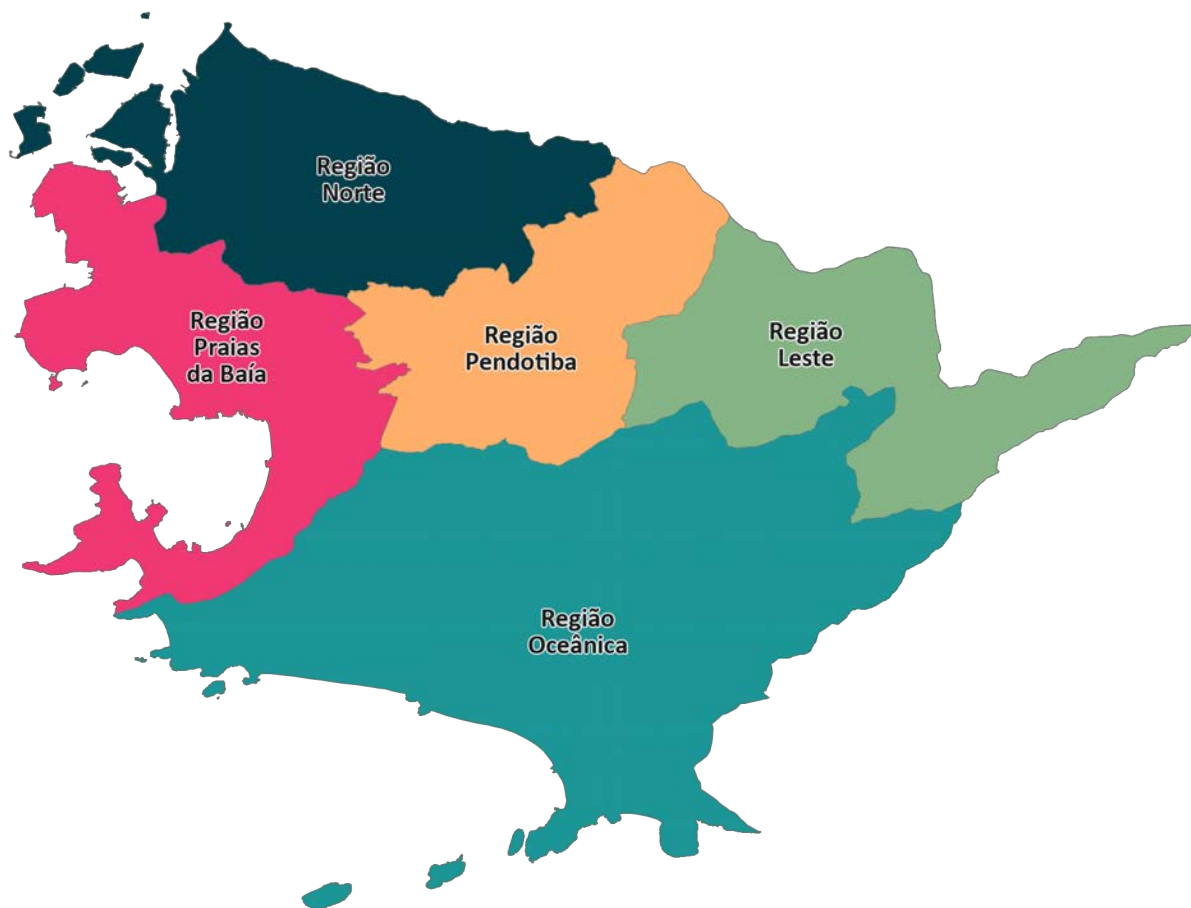 Região
Norte
Região
Praias
da Baía
Região
Pendotiba
Região
Leste
Região
Oceânica